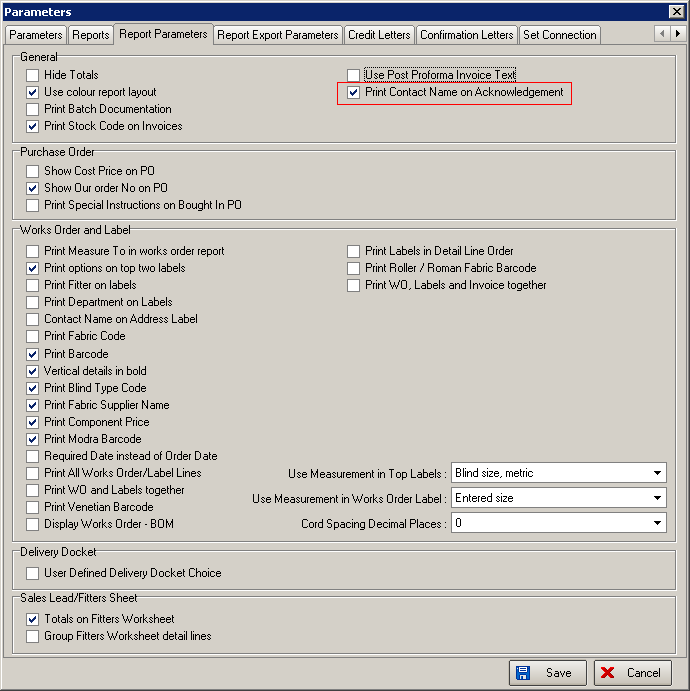 Parameters
Parameters Reports Report Parameters Report Export Parameters Credit Letters Confirmation Letters Set Connection
General
Hide Totals
Use colour report layout
Print Batch Documentation
Print Stock Code on Invoices
Use Post Proforma Invoice Text
Print Contact Name on Acknowledgement
Purchase Order
Show Cost Price on PO
Show Our order No on PO
Print Special Instructions on Bought In PO
Works Order and Label
Print Measure To in works order report
Print options on top two labels
Print Fitter on labels
Print Department on Labels
Contact Name on Address Label
Print Fabric Code
Print Barcode
Vertical details in bold
Print Blind Type Code
Print Fabric Supplier Name
Print Component Price
Print Modra Barcode
Required Date instead of Order Date
Print All Works Order/Label Lines
Print WO and Labels together
Print Venetian Barcode
Display Works Order - BOM
Print Labels in Detail Line Order
Print Roller / Roman Fabric Barcode
Print WO, Labels and Invoice together
Use Measurement in Top Labels : Blind size, metric
Use Measurement in Works Order Label : Entered size
Cord Spacing Decimal Places : 0
Delivery Docket
User Defined Delivery Docket Choice
Sales Lead/Fitters Sheet
Totals on Fitters Worksheet
Group Fitters Worksheet detail lines
Save Cancel